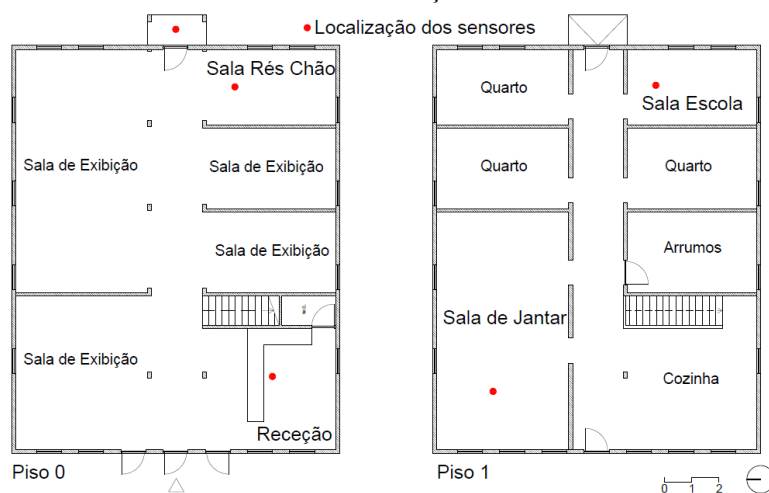 Localização dos sensores
Sala Rés Chão
Sala de Exibição
Sala de Exibição
Sala de Exibição
Sala de Exibição
Receção
Piso 0
Quarto
Sala Escola
Quarto
Quarto
Arrumos
Sala de Jantar
Cozinha
Piso 1
0 1 2